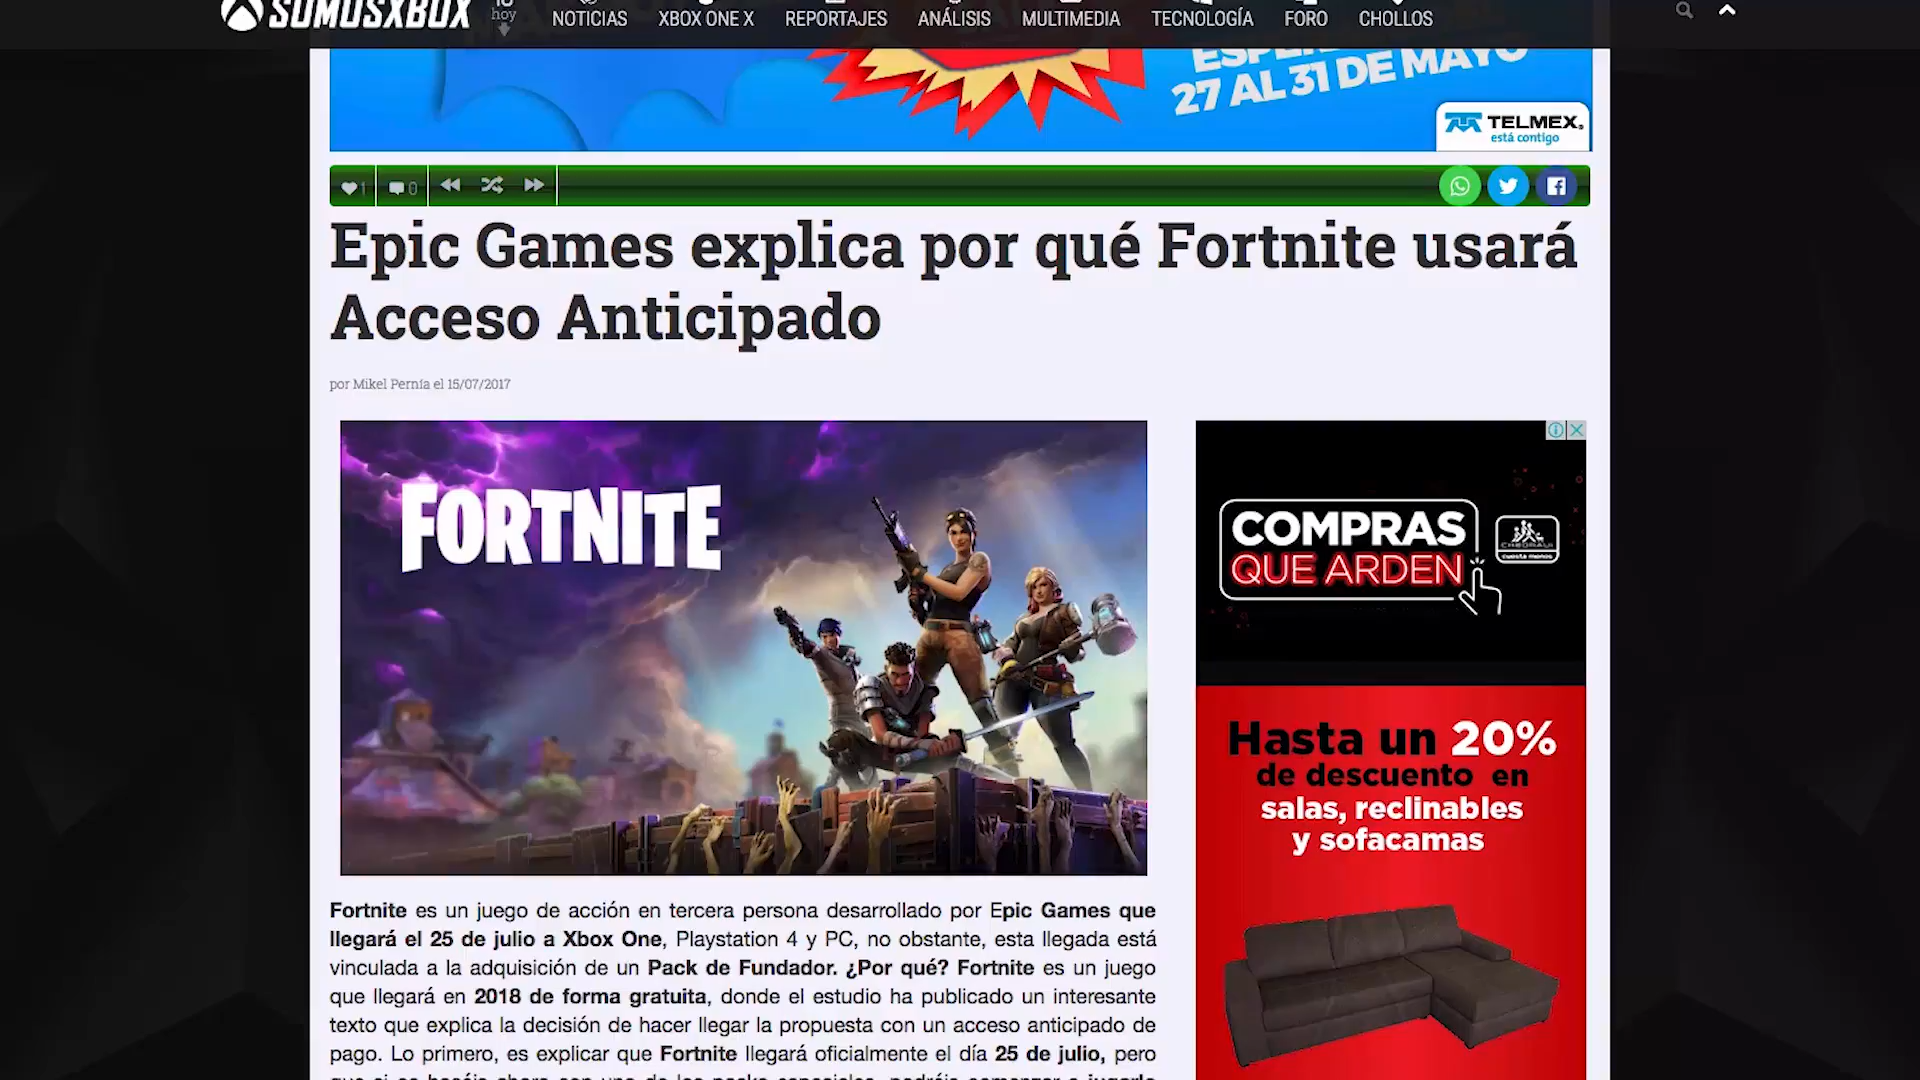 SOMOSXBOX
hoy
NOTICIAS
XBOX ONE X
REPORTAJES
ANÁLISIS
MULTIMEDIA
TECNOLOGÍA
FORO
CHOLLOS
27 AL 31 DE MAYO
TELMEX®
está contigo
1
0
Epic Games explica por qué Fortnite usará
Acceso Anticipado
por Mikel Pernía el 15/07/2017
FORTNITE
COMPRAS
QUE ARDEN
CHEDRAUI
cuesta menos
Hasta un 20%
de descuento en
salas, reclinables
y sofacamas
Fortnite es un juego de acción en tercera persona desarrollado por Epic Games que
llegará el 25 de julio a Xbox One, Playstation 4 y PC, no obstante, esta llegada está
vinculada a la adquisición de un Pack de Fundador. ¿Por qué? Fortnite es un juego
que llegará en 2018 de forma gratuita, donde el estudio ha publicado un interesante
texto que explica la decisión de hacer llegar la propuesta con un acceso anticipado de
pago. Lo primero, es explicar que Fortnite llegará oficialmente el día 25 de julio, pero